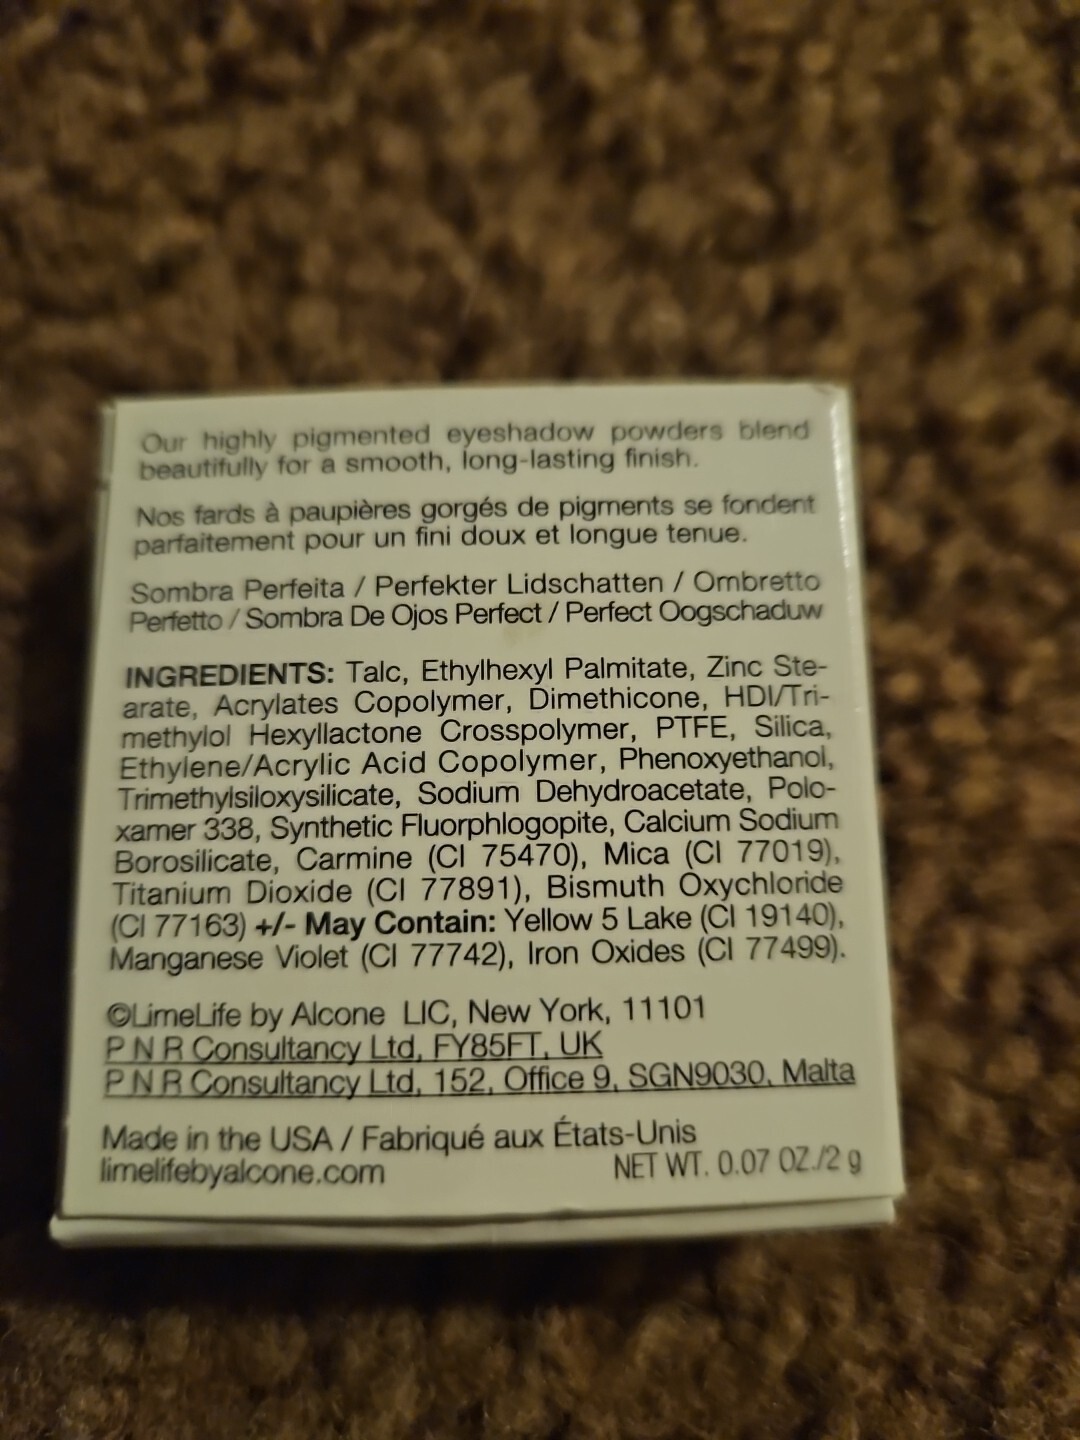 Our highly pigmented eyeshadow powders blend
beautifully for a smooth, long-lasting finish.
Nos fards à paupières gorgés de pigments se fondent
parfaitement pour un fini doux et longue tenue.
Sombra Perfeita / Perfekter Lidschatten / Ombretto
Perfetto / Sombra De Ojos Perfect / Perfect Oogschaduw
INGREDIENTS: Talc, Ethylhexyl Palmitate, Zinc Ste-
arate, Acrylates Copolymer, Dimethicone, HDI/Tri-
methylol Hexyllactone Crosspolymer, PTFE, Silica,
Ethylene/Acrylic Acid Copolymer, Phenoxyethanol,
Trimethylsiloxysilicate, Sodium Dehydroacetate, Polo-
xamer 338, Synthetic Fluorphlogopite, Calcium Sodium
Borosilicate, Carmine (CI 75470), Mica (CI 77019),
Titanium Dioxide (CI 77891), Bismuth Oxychloride
(CI 77163) +/- May Contain: Yellow 5 Lake (CI 19140),
Manganese Violet (CI 77742), Iron Oxides (CI 77499).
©LimeLife by Alcone LIC, New York, 11101
P N R Consultancy Ltd, FY85FT, UK
P N R Consultancy Ltd, 152, Office 9, SGN9030, Malta
Made in the USA / Fabriqué aux États-Unis
limelifebyalcone.com NET WT. 0.07 OZ./2 g